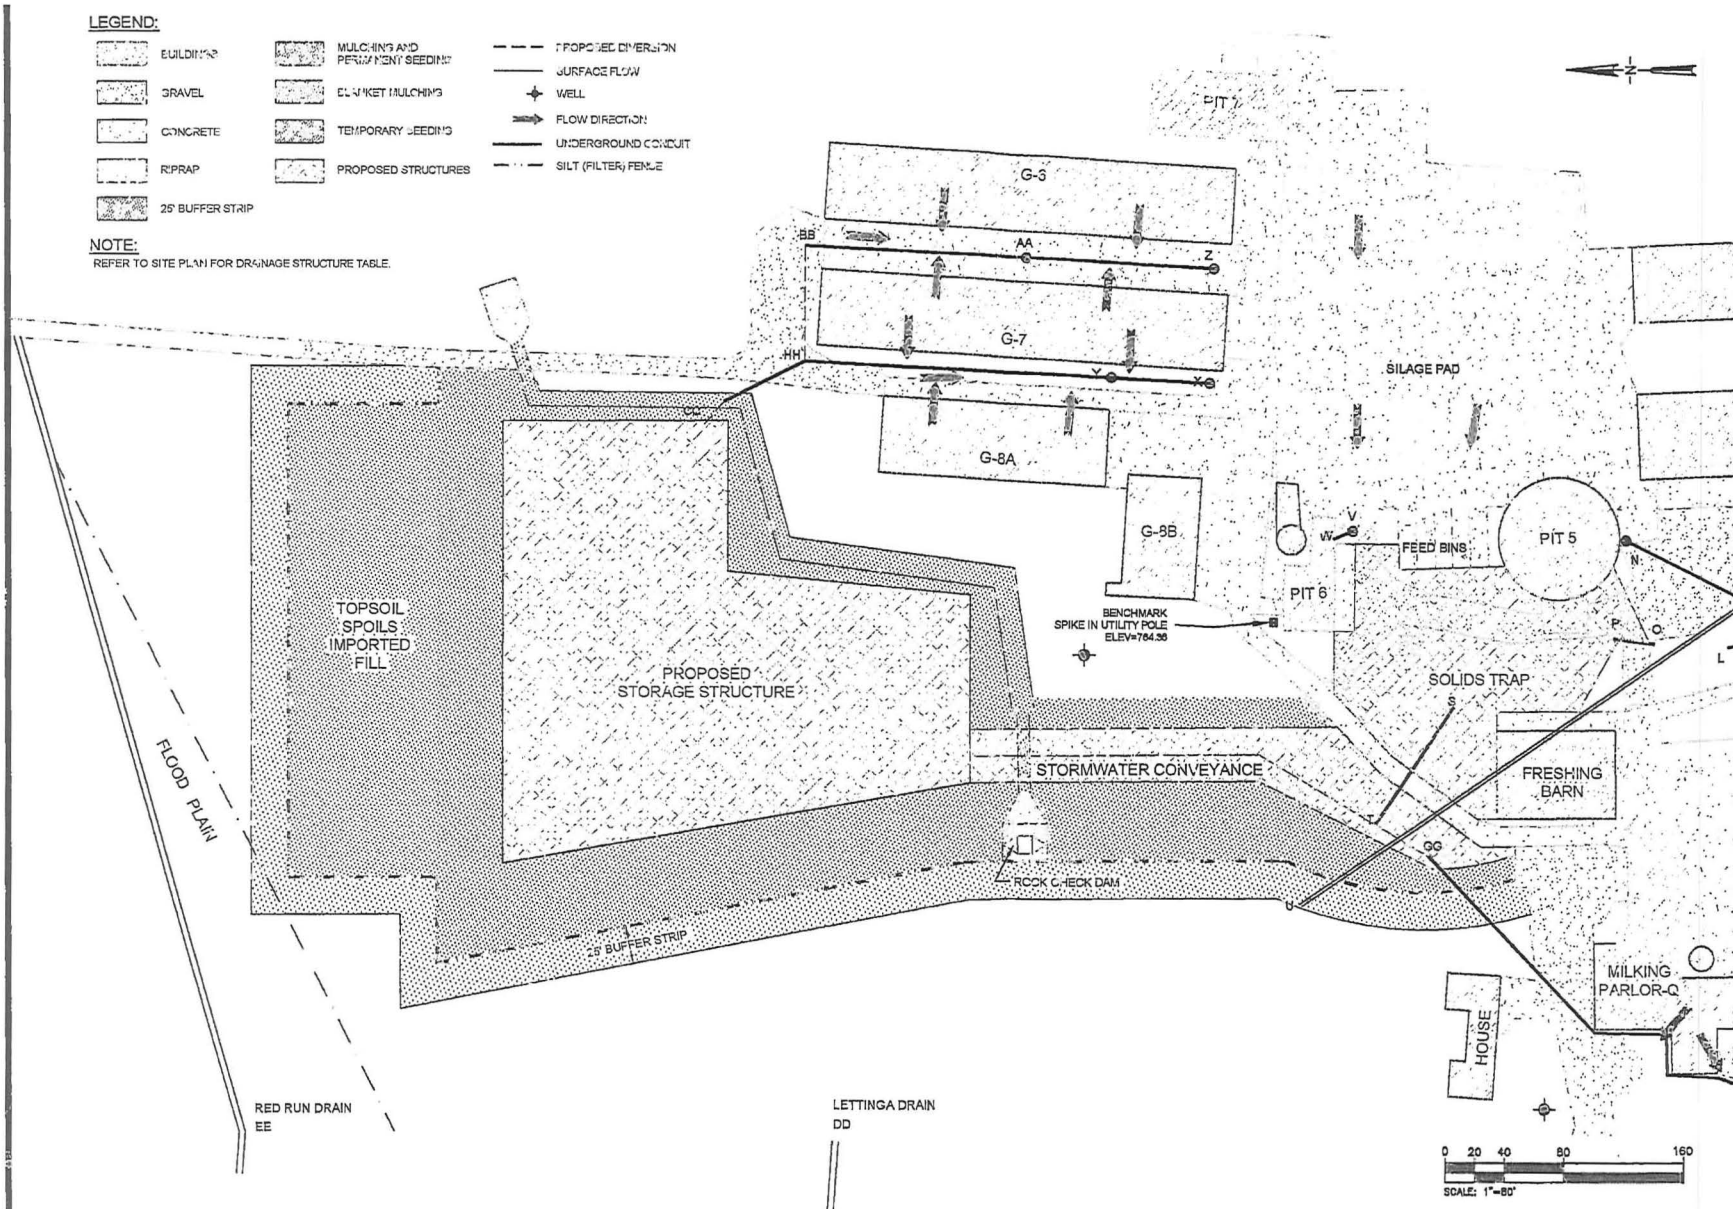 LEGEND:
BUILDINGS
GRAVEL
CONCRETE
RIPRAP
25' BUFFER STRIP
MULCHING AND
PERMANENT SEEDING
BLANKET MULCHING
TEMPORARY SEEDING
PROPOSED STRUCTURES
PROPOSED DIVERSION
SURFACE FLOW
WELL
FLOW DIRECTION
UNDERGROUND CONDUIT
SILT (FILTER) FENCE
NOTE:
REFER TO SITE PLAN FOR DRAINAGE STRUCTURE TABLE.
N
PIT 7
G-6
BB
AA
Z
G-7
HH
Y
X
CC
SILAGE PAD
G-8A
G-8B
V
W
FEED BINS
PIT 5
N
PIT 6
BENCHMARK
SPIKE IN UTILITY POLE
ELEV=764.36
P
O
L
TOPSOIL
SPOILS
IMPORTED
FILL
PROPOSED
STORAGE STRUCTURE
SOLIDS TRAP
S
STORMWATER CONVEYANCE
FRESHING
BARN
FLOOD PLAIN
T
GG
ROCK CHECK DAM
U
25' BUFFER STRIP
MILKING
PARLOR-Q
HOUSE
RED RUN DRAIN
EE
LETTINGA DRAIN
DD
0 20 40 80 160
SCALE: 1"=80'